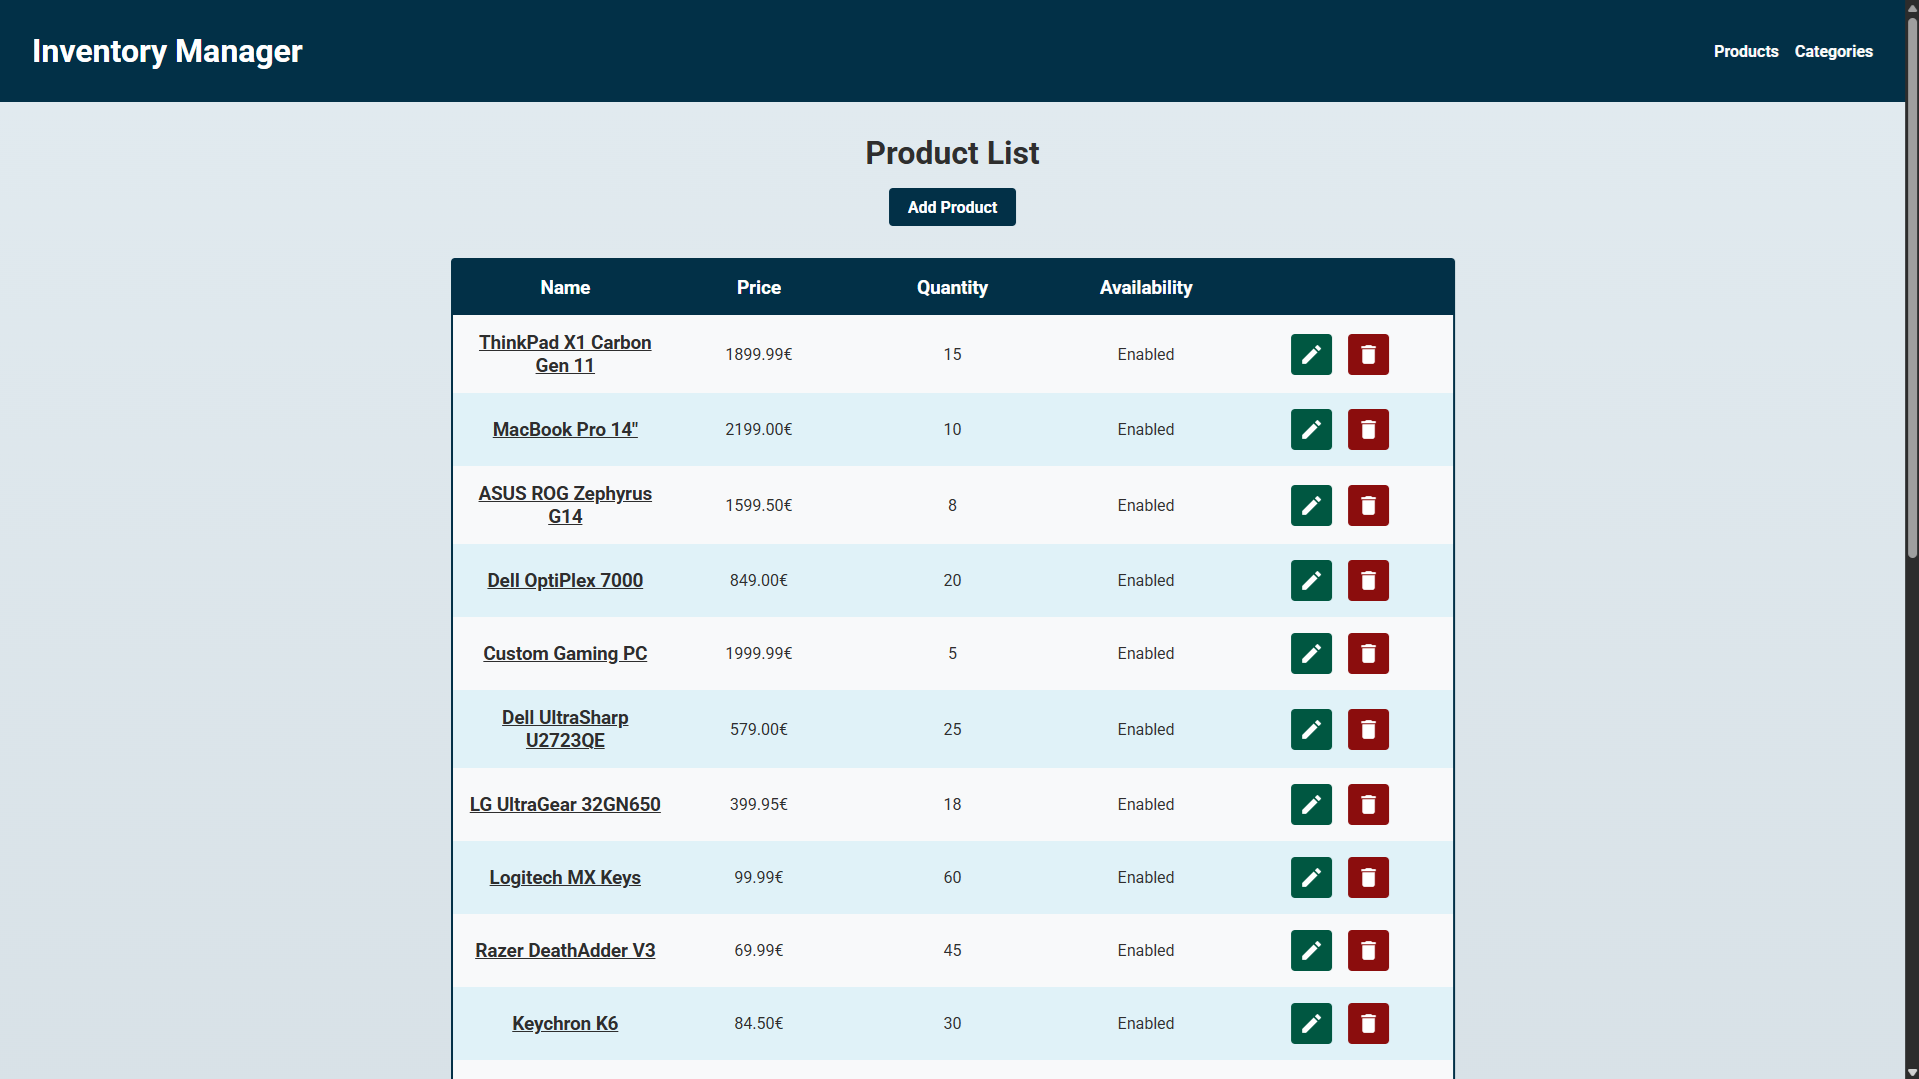 Inventory Manager
Products Categories
Product List
Add Product
Name Price Quantity Availability
ThinkPad X1 Carbon
Gen 11
1899.99€ 15 Enabled
MacBook Pro 14" 2199.00€ 10 Enabled
ASUS ROG Zephyrus
G14
1599.50€ 8 Enabled
Dell OptiPlex 7000 849.00€ 20 Enabled
Custom Gaming PC 1999.99€ 5 Enabled
Dell UltraSharp
U2723QE
579.00€ 25 Enabled
LG UltraGear 32GN650 399.95€ 18 Enabled
Logitech MX Keys 99.99€ 60 Enabled
Razer DeathAdder V3 69.99€ 45 Enabled
Keychron K6 84.50€ 30 Enabled